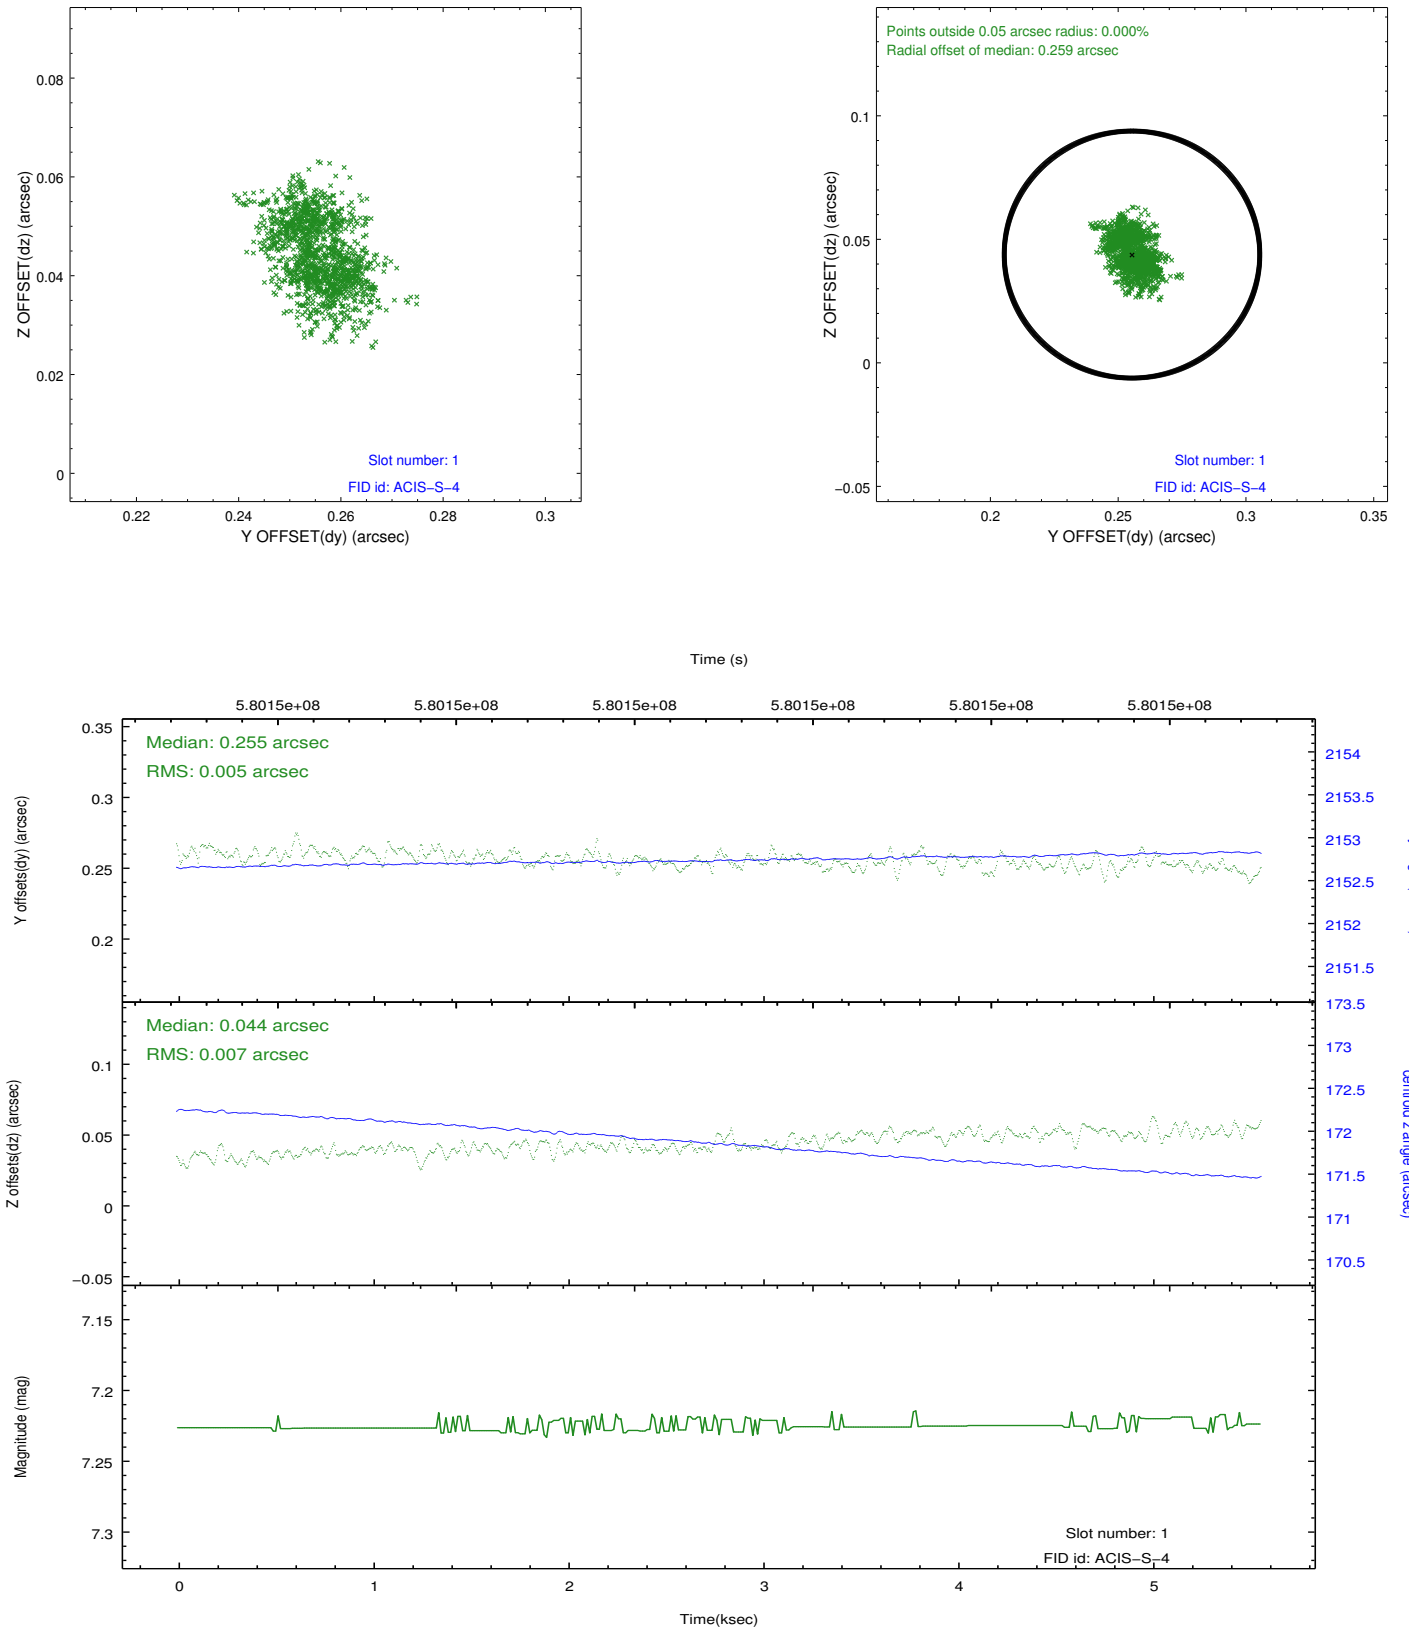 0.08
0.06
0.04
0.02
0
Z OFFSET(dz) (arcsec)
Slot number: 1
FID id: ACIS−S−4
0.22 0.24 0.26 0.28 0.3
Y OFFSET(dy) (arcsec)
Points outside 0.05 arcsec radius: 0.000%
Radial offset of median: 0.259 arcsec
0.1
0.05
0
−0.05
Z OFFSET(dz) (arcsec)
Slot number: 1
FID id: ACIS−S−4
0.2 0.25 0.3 0.35
Y OFFSET(dy) (arcsec)
Time (s)
5.8015e+08 5.8015e+08 5.8015e+08 5.8015e+08 5.8015e+08 5.8015e+08
Median: 0.255 arcsec
RMS: 0.005 arcsec
0.35
0.3
0.25
0.2
Y offsets(dy) (arcsec)
2154
2153.5
2153
2152.5
2152
2151.5
Median: 0.044 arcsec
RMS: 0.007 arcsec
0.1
0.05
0
−0.05
Z offsets(dz) (arcsec)
173.5
173
172.5
172
171.5
171
170.5
centroid z angle (arcsec)
7.15
7.2
7.25
7.3
Magnitude (mag)
Slot number: 1
FID id: ACIS−S−4
0 1 2 3 4 5
Time(ksec)